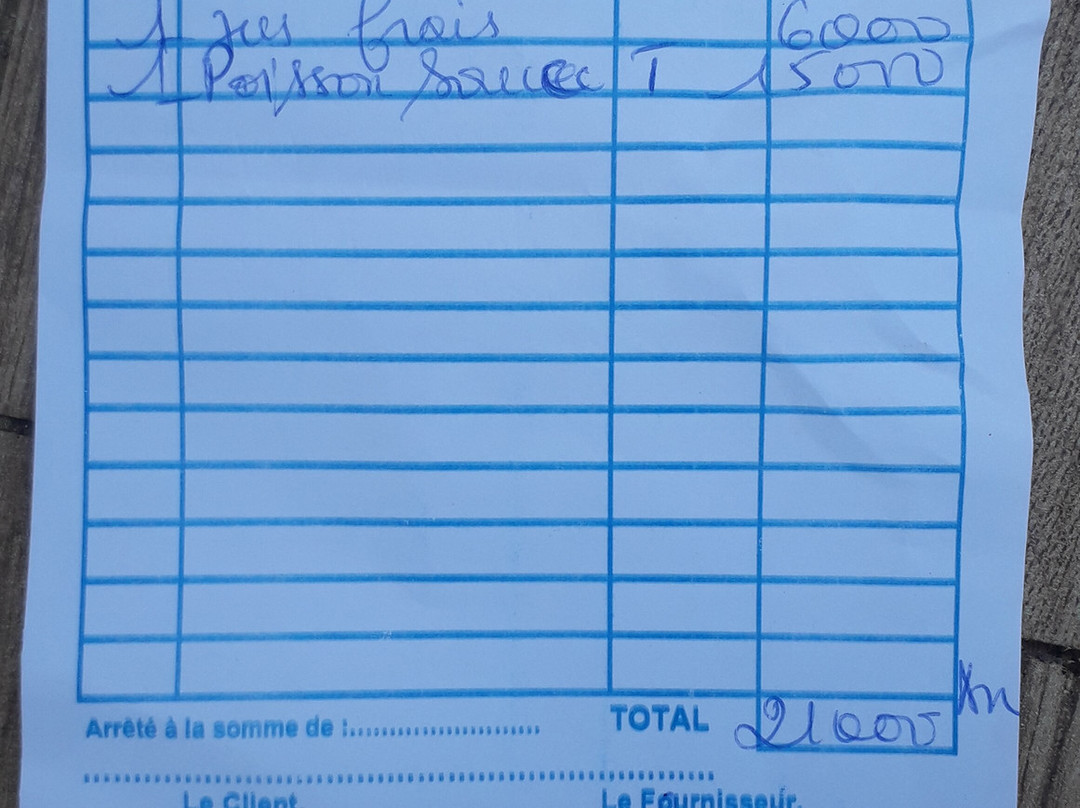 1 jus frais 6000
1 Poisson Sauce T 15000
Arrêté à la somme de :........................ TOTAL 21000
Le Client Le Fournisseur.